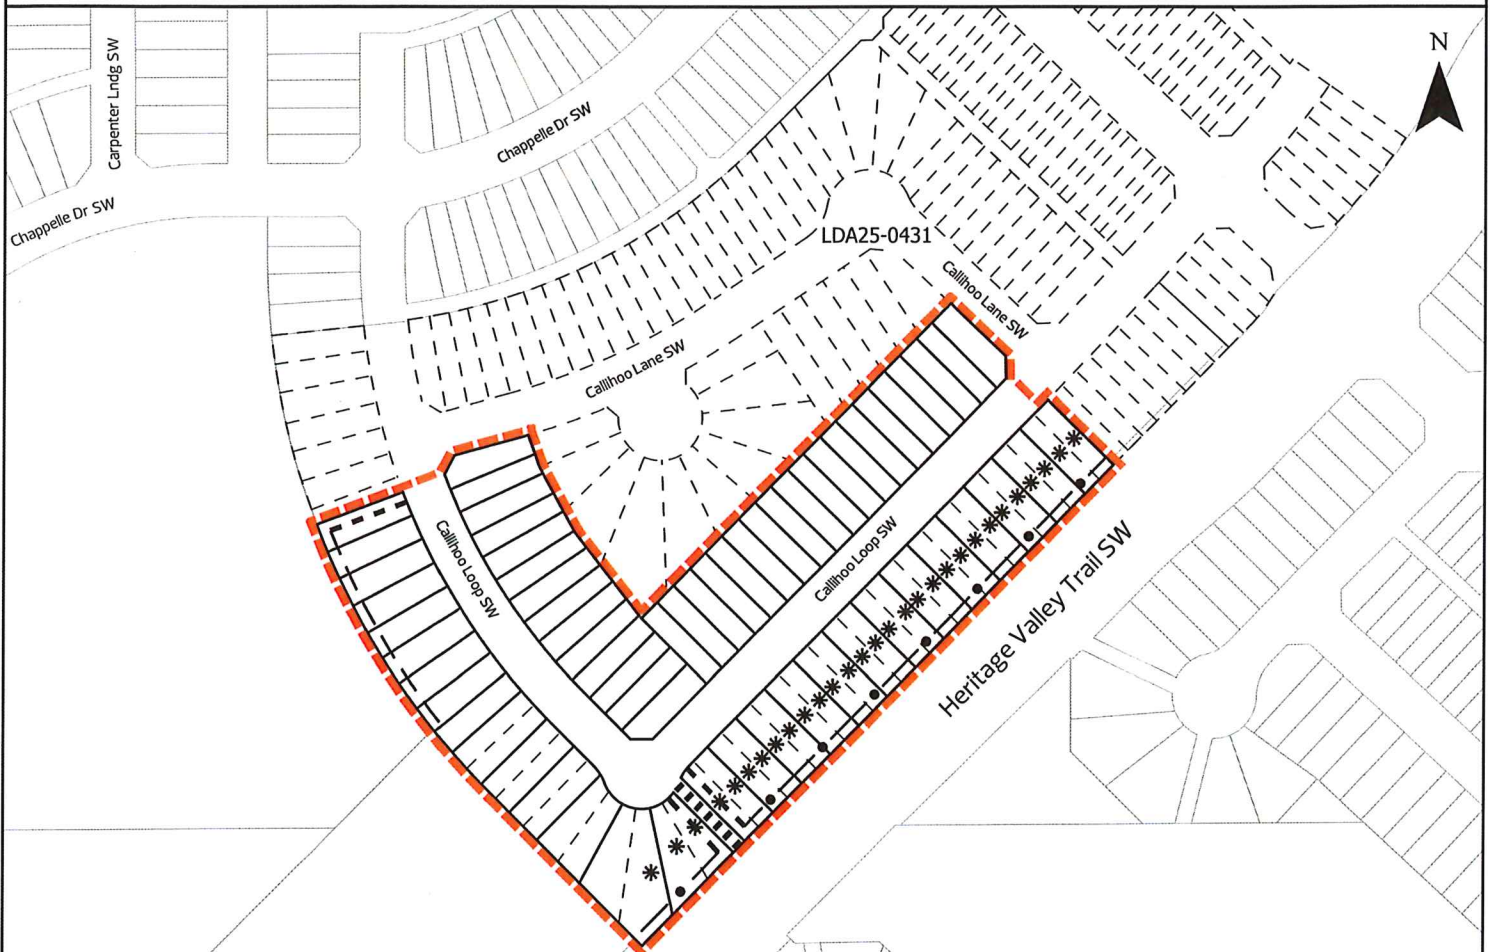 N
Carpenter Lndg SW
Chappelle Dr SW
Chappelle Dr SW
LDA25-0431
Callihoo Lane SW
Callihoo Lane SW
Callihoo Loop SW
Callihoo Loop SW
Heritage Valley Trail SW